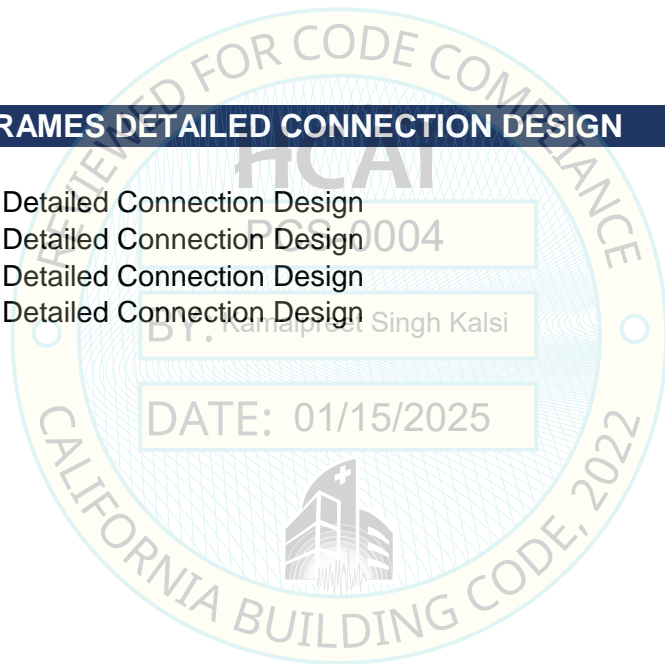 REVIEWED FOR CODE COMPLIANCE
RAMES DETAILED CONNECTION DESIGN
HCAi
Detailed Connection Design
Detailed Connection Design
PCS-0004
Detailed Connection Design
Detailed Connection Design
BY: Kamalpreet Singh Kalsi
DATE: 01/15/2025
CALIFORNIA BUILDING CODE, 2022